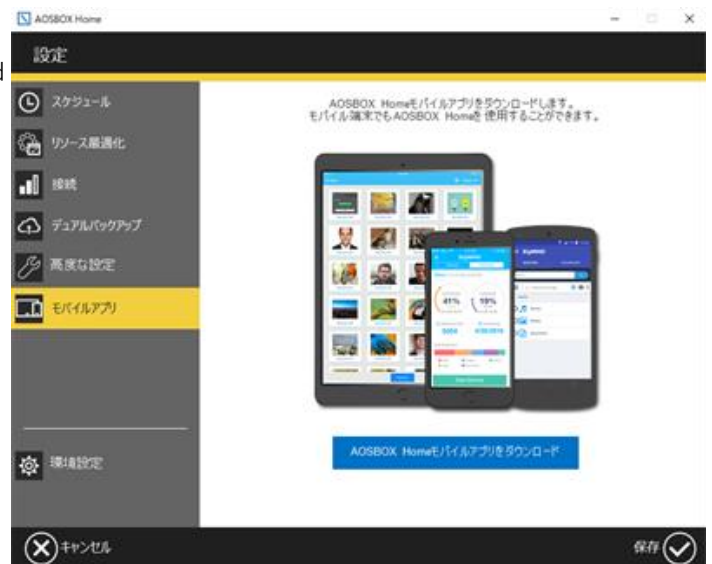 AOSBOX Home
設定
d
スケジュール
リソース最適化
接続
デュアルバックアップ
高度な設定
モバイルアプリ
環境設定
AOSBOX Homeモバイルアプリをダウンロードします。
モバイル端末でもAOSBOX Homeを使用することができます。
41%
19%
AOSBOX Homeモバイルアプリをダウンロード
キャンセル
保存